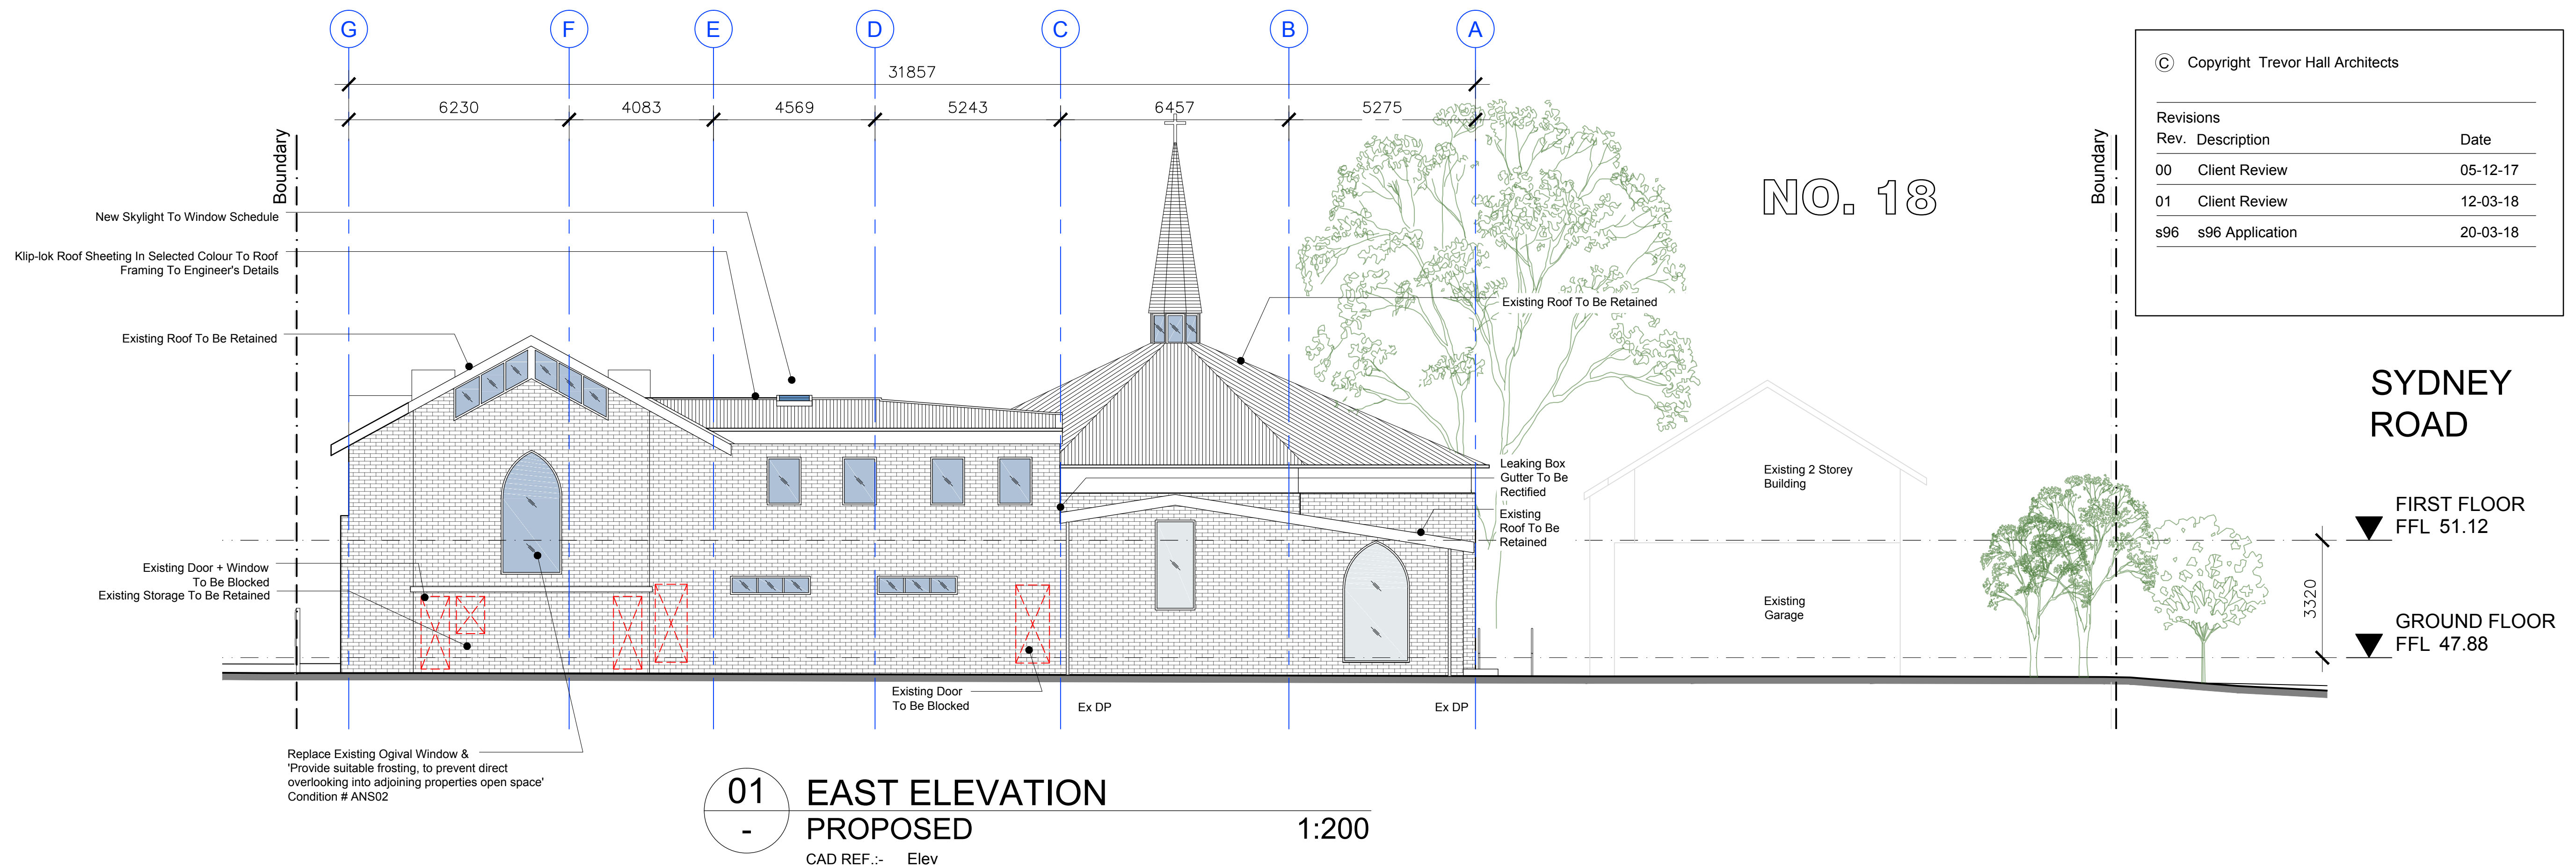 G F E D C B A
31857
6230 4083 4569 5243 6457 5275
Boundary
Boundary
New Skylight To Window Schedule
Klip-lok Roof Sheeting In Selected Colour To Roof
Framing To Engineer's Details
Existing Roof To Be Retained
Existing Door + Window
To Be Blocked
Existing Storage To Be Retained
Replace Existing Ogival Window &
'Provide suitable frosting, to prevent direct
overlooking into adjoining properties open space'
Condition # ANS02
Existing Door
To Be Blocked
Ex DP
Ex DP
Existing Roof To Be Retained
Leaking Box
Gutter To Be
Rectified
Existing
Roof To Be
Retained
NO. 18
Existing 2 Storey
Building
Existing
Garage
© Copyright Trevor Hall Architects
Revisions
Rev. Description Date
00 Client Review 05-12-17
01 Client Review 12-03-18
s96 s96 Application 20-03-18
SYDNEY
ROAD
FIRST FLOOR
FFL 51.12
3320
GROUND FLOOR
FFL 47.88
01 EAST ELEVATION
- PROPOSED 1:200
CAD REF.:- Elev